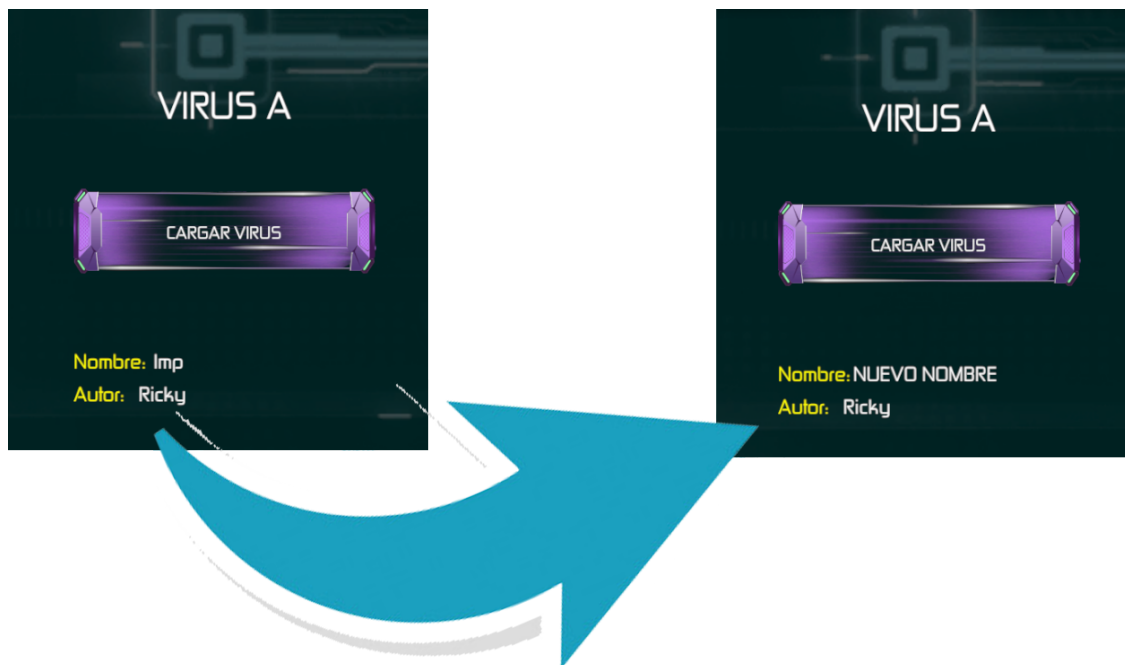 VIRUS A
CARGAR VIRUS
Nombre: Imp
Autor: Ricky
VIRUS A
CARGAR VIRUS
Nombre: NUEVO NOMBRE
Autor: Ricky